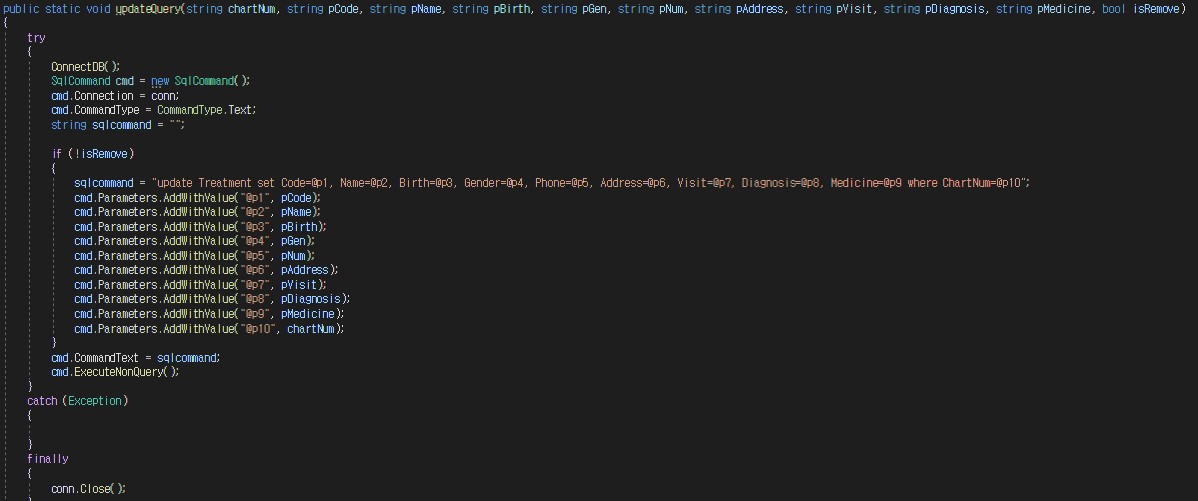 public static void updateQuery(string chartNum, string pCode, string pName, string pBirth, string pGen, string pNum, string pAddress, string pVisit, string pDiagnosis, string pMedicine, bool isRemove)
{
try
{
ConnectDB();
SqlCommand cmd = new SqlCommand();
cmd.Connection = conn;
cmd.CommandType = CommandType.Text;
string sqlcommand = "";
if (!isRemove)
{
sqlcommand = "update Treatment set Code=@p1, Name=@p2, Birth=@p3, Gender=@p4, Phone=@p5, Address=@p6, Visit=@p7, Diagnosis=@p8, Medicine=@p9 where ChartNum=@p10";
cmd.Parameters.AddWithValue("@p1", pCode);
cmd.Parameters.AddWithValue("@p2", pName);
cmd.Parameters.AddWithValue("@p3", pBirth);
cmd.Parameters.AddWithValue("@p4", pGen);
cmd.Parameters.AddWithValue("@p5", pNum);
cmd.Parameters.AddWithValue("@p6", pAddress);
cmd.Parameters.AddWithValue("@p7", pVisit);
cmd.Parameters.AddWithValue("@p8", pDiagnosis);
cmd.Parameters.AddWithValue("@p9", pMedicine);
cmd.Parameters.AddWithValue("@p10", chartNum);
}
cmd.CommandText = sqlcommand;
cmd.ExecuteNonQuery();
}
catch (Exception)
{
}
finally
{
conn.Close();
}